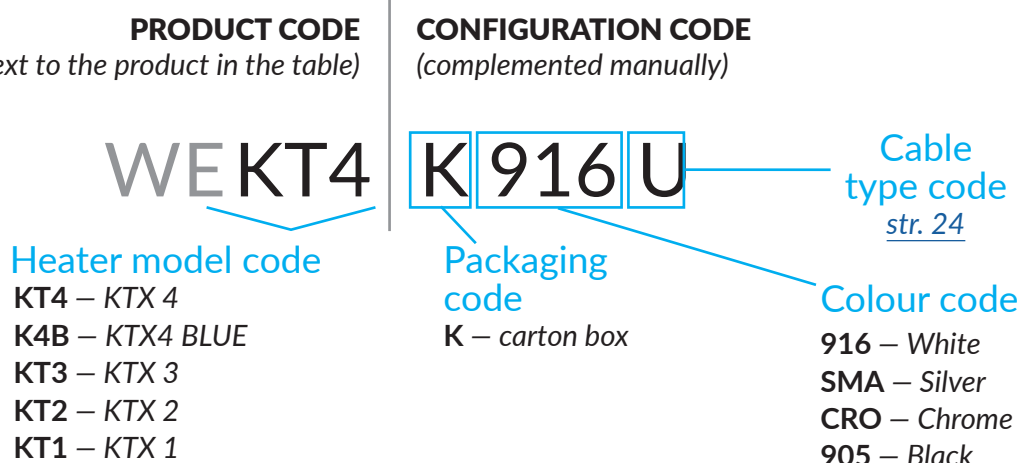 PRODUCT CODE
ext to the product in the table)
CONFIGURATION CODE
(complemented manually)
WEKT4 K 916 U
Cable
type code
str. 24
Heater model code
KT4 – KTX 4
K4B – KTX4 BLUE
KT3 – KTX 3
KT2 – KTX 2
KT1 – KTX 1
Packaging
code
K – carton box
Colour code
916 – White
SMA – Silver
CRO – Chrome
905 – Black